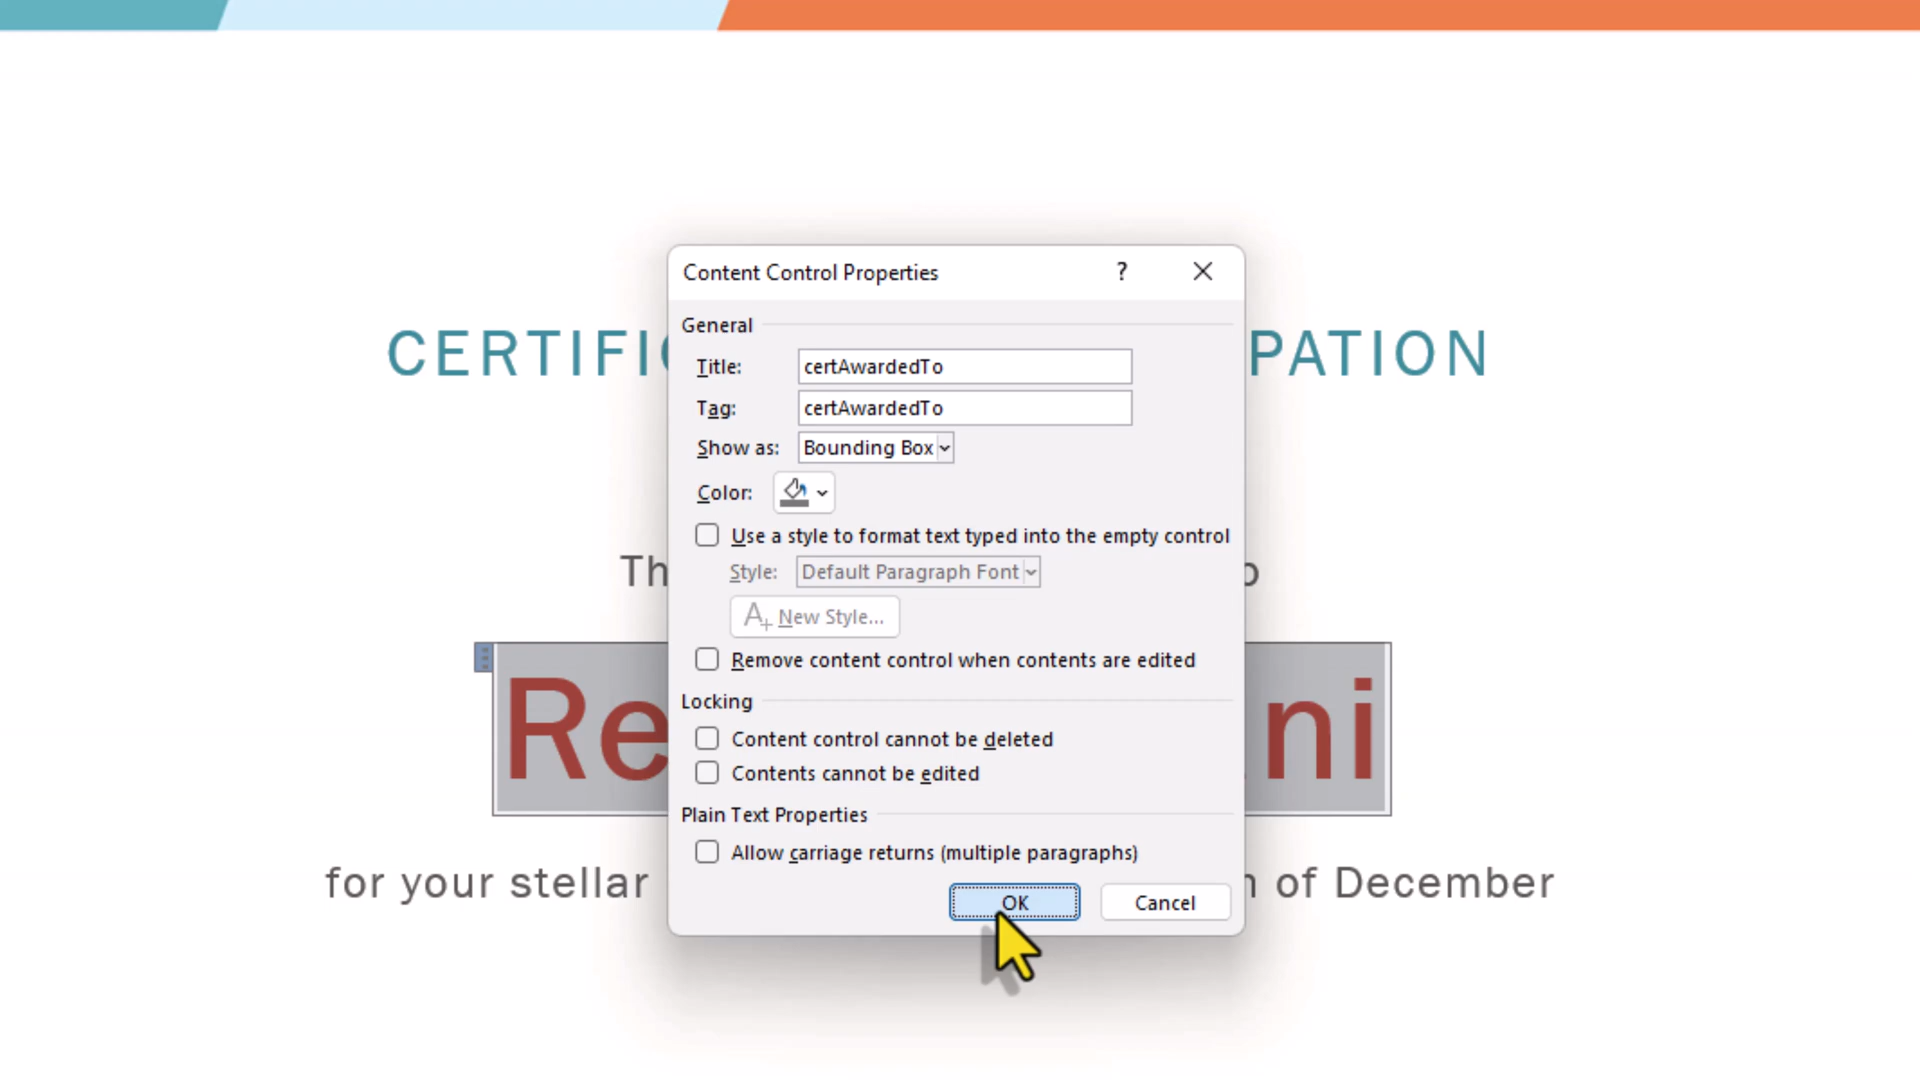 Content Control Properties ?
General
CERTIFIC PATION
Title: certAwardedTo
Tag: certAwardedTo
Show as: Bounding Box
Color:
Use a style to format text typed into the empty control
Th o
Style: Default Paragraph Font
A+ New Style...
Remove content control when contents are edited
Locking
Re ni
Content control cannot be deleted
Contents cannot be edited
Plain Text Properties
Allow carriage returns (multiple paragraphs)
for your stellar of December
OK Cancel